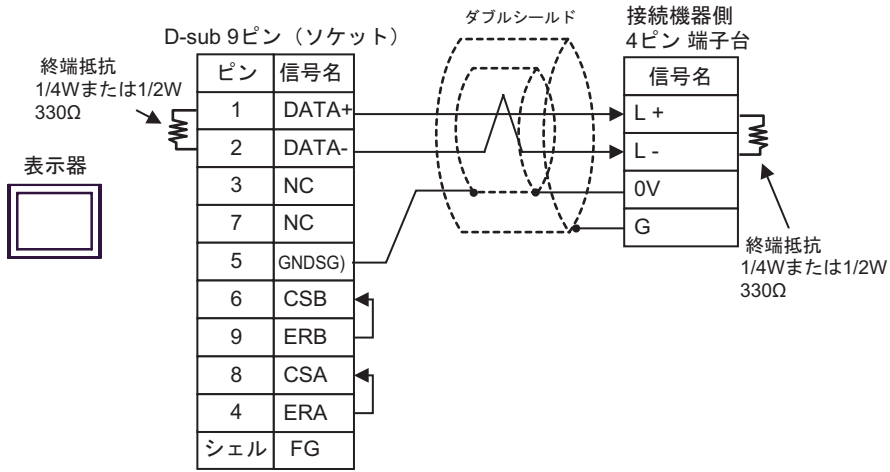 ダブルシールド
接続機器側
4ピン 端子台
D-sub 9ピン（ソケット）
終端抵抗
1/4Wまたは1/2W
330Ω
表示器
ピン 信号名
1 DATA+
2 DATA-
3 NC
7 NC
5 GNDSG)
6 CSB
9 ERB
8 CSA
4 ERA
シェル FG
信号名
L +
L -
0V
G
終端抵抗
1/4Wまたは1/2W
330Ω